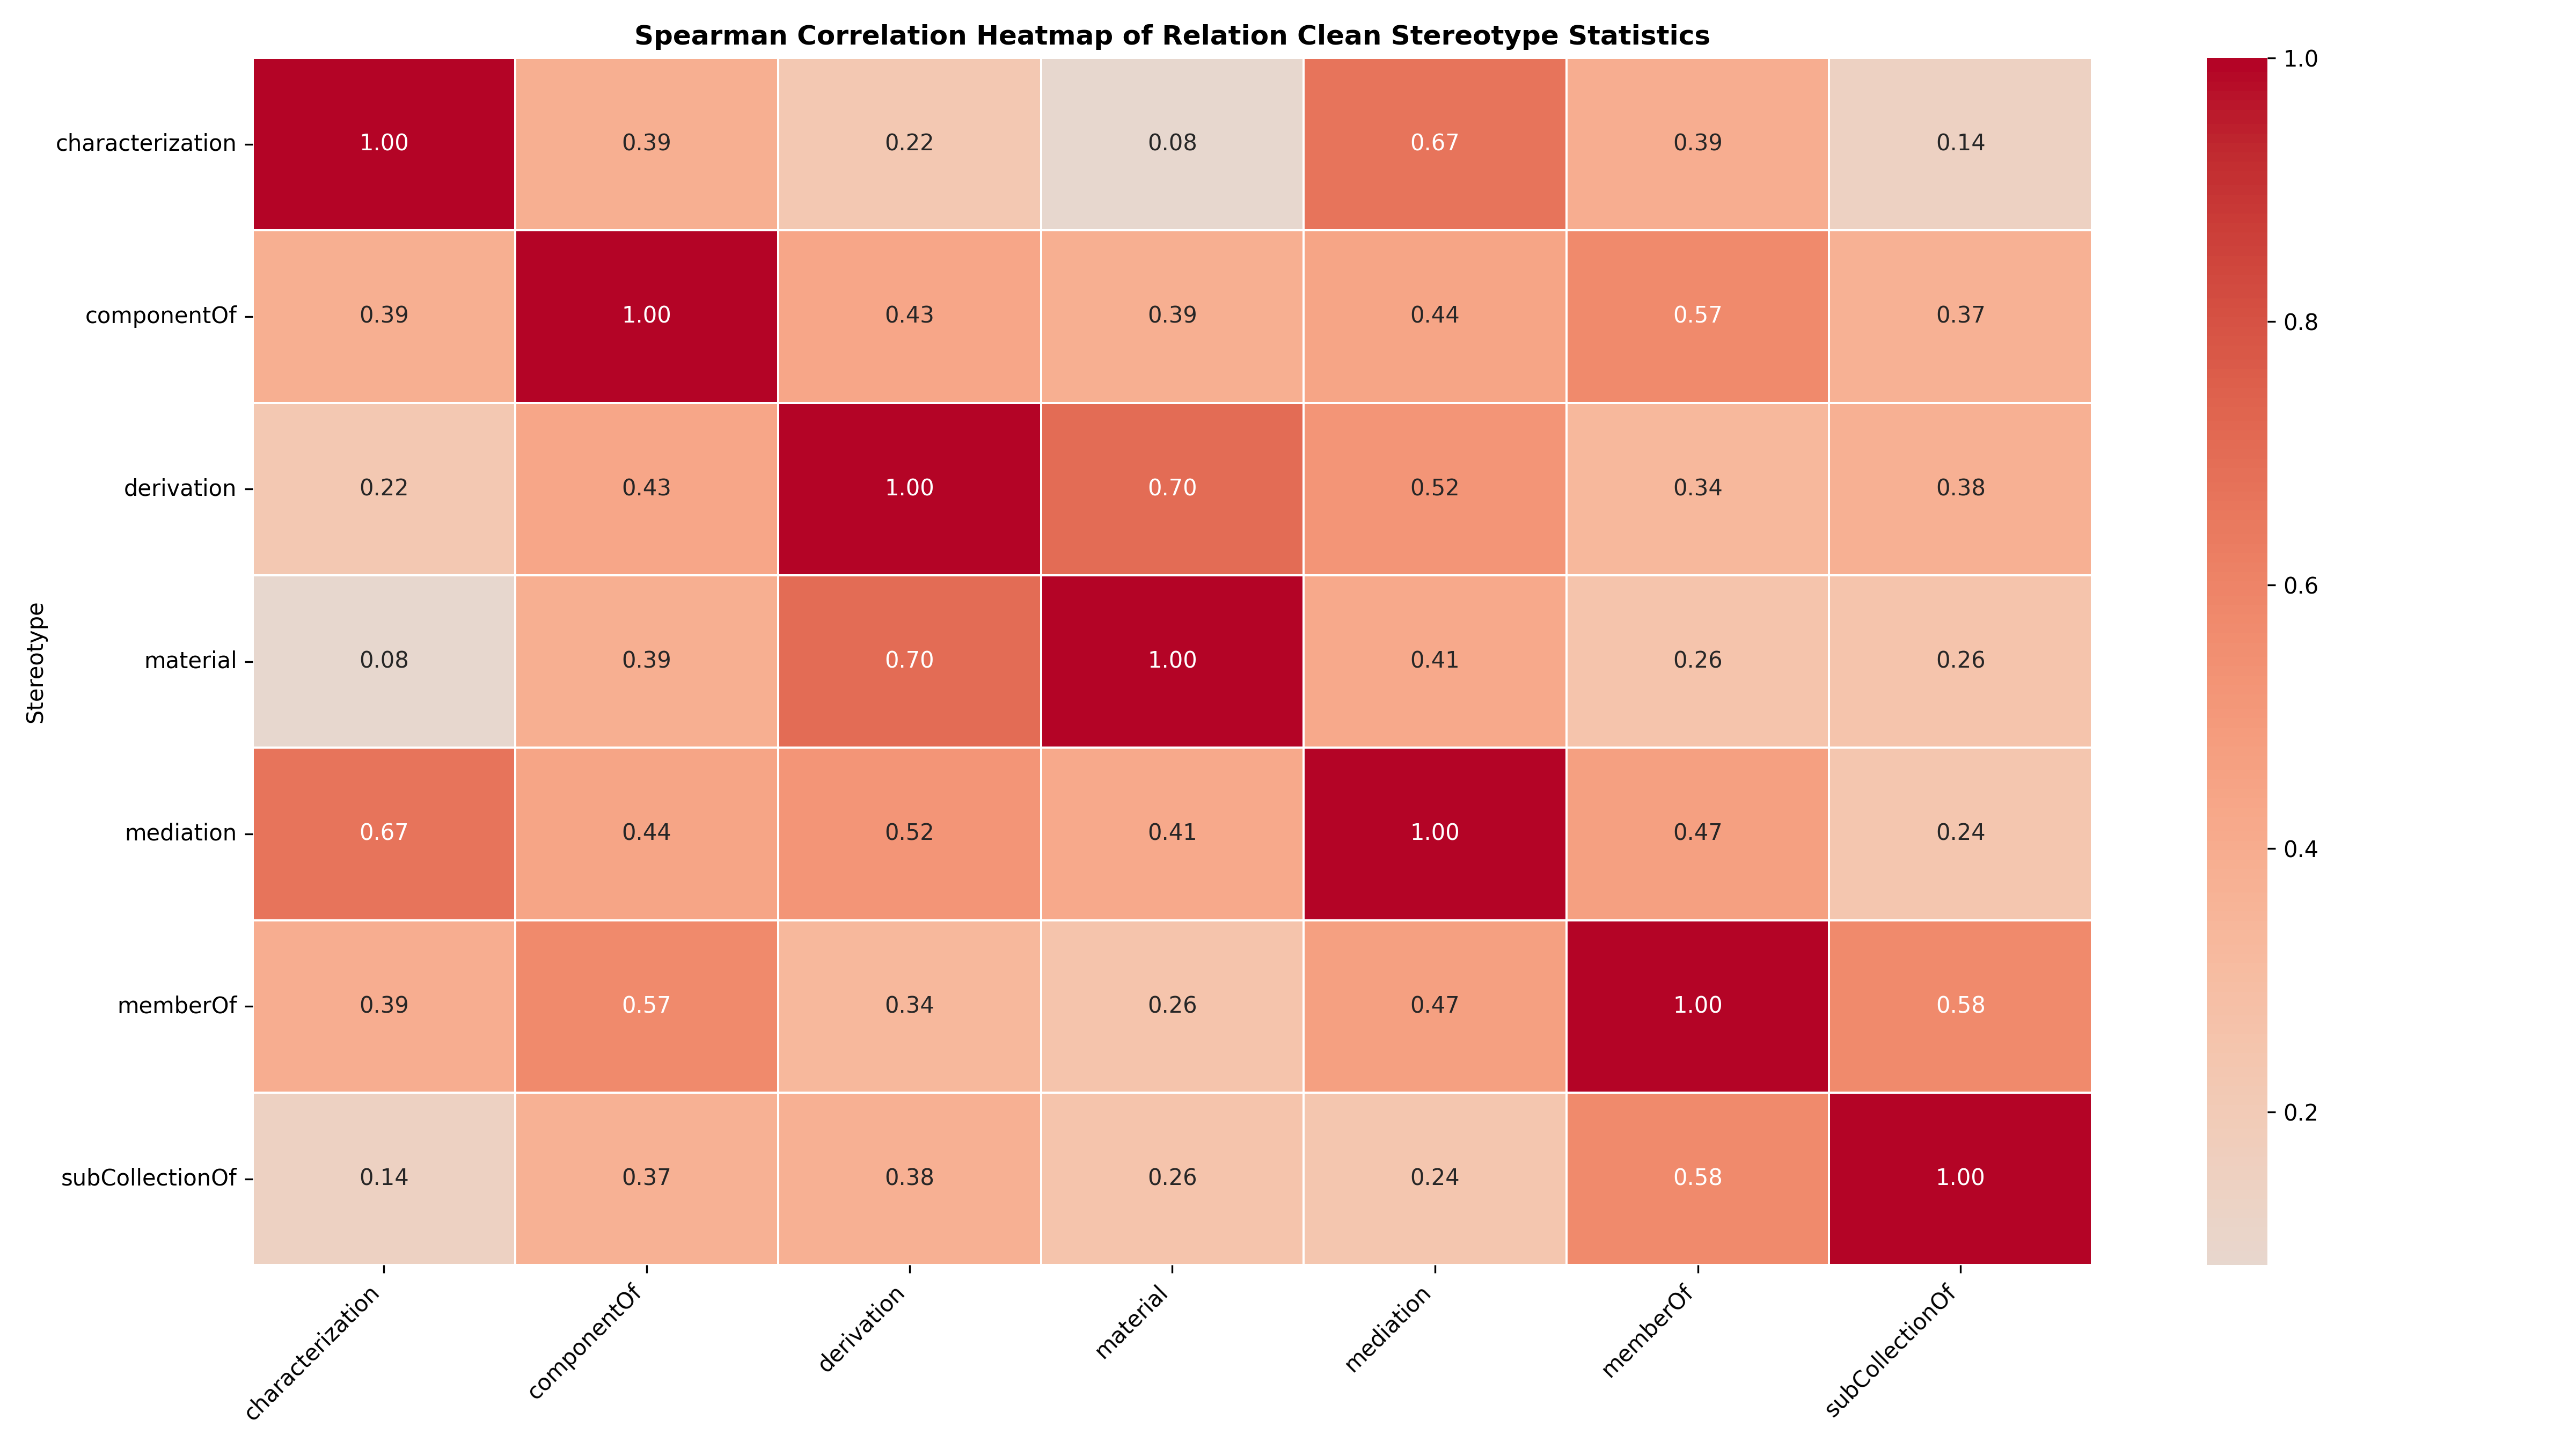 Spearman Correlation Heatmap of Relation Clean Stereotype Statistics
characterization 1.00 0.39 0.22 0.08 0.67 0.39 0.14
componentOf 0.39 1.00 0.43 0.39 0.44 0.57 0.37
derivation 0.22 0.43 1.00 0.70 0.52 0.34 0.38
material 0.08 0.39 0.70 1.00 0.41 0.26 0.26
mediation 0.67 0.44 0.52 0.41 1.00 0.47 0.24
memberOf 0.39 0.57 0.34 0.26 0.47 1.00 0.58
subCollectionOf 0.14 0.37 0.38 0.26 0.24 0.58 1.00
Stereotype
characterization componentOf derivation material mediation memberOf subCollectionOf
1.0
0.8
0.6
0.4
0.2